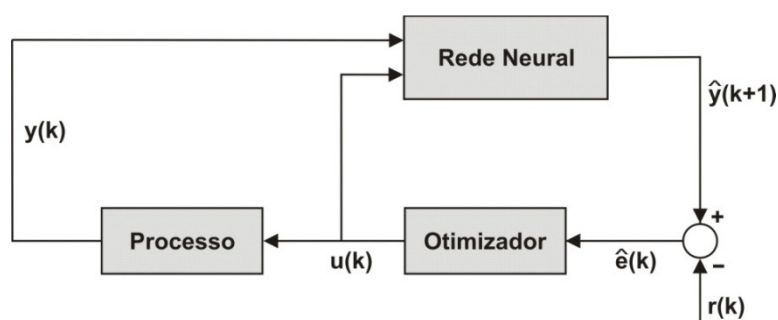 Rede Neural
ŷ(k+1)
y(k)
+
Processo
Otimizador
−
u(k)
ê(k)
r(k)